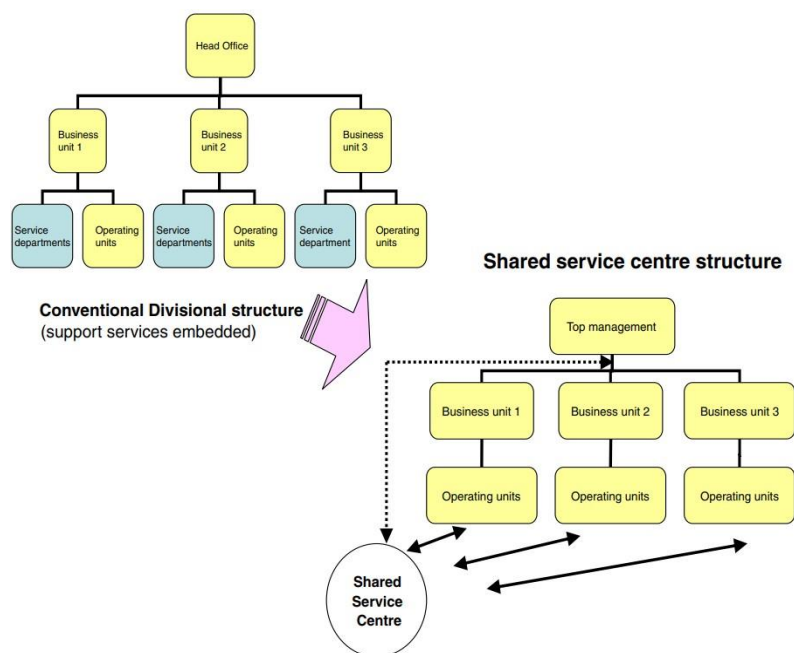 Head Office
Business
unit 1
Business
unit 2
Business
unit 3
Service
departments
Operating
units
Service
departments
Operating
units
Service
department
Operating
units
Conventional Divisional structure
(support services embedded)
Shared service centre structure
Top management
Business unit 1
Business unit 2
Business unit 3
Operating units
Operating units
Operating units
Shared
Service
Centre